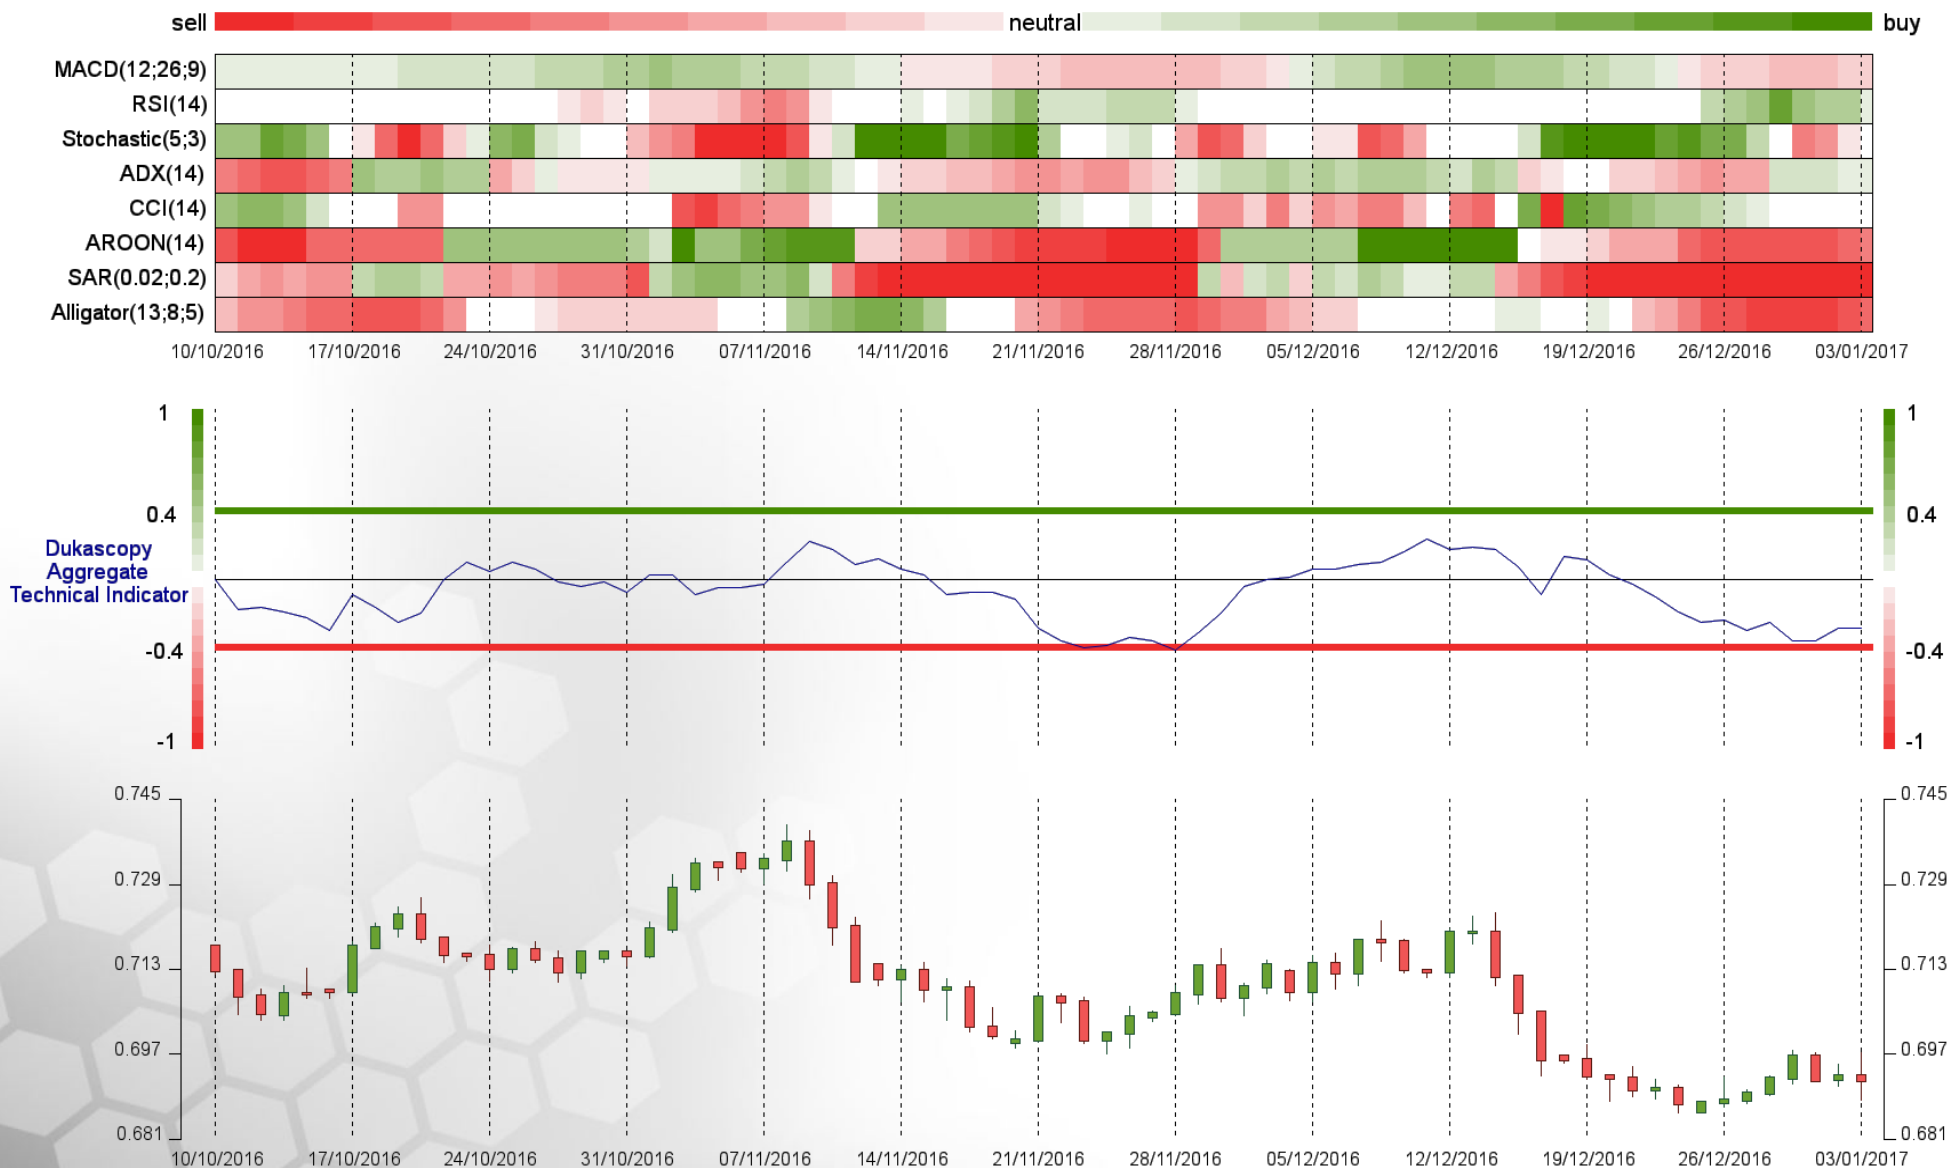 sell neutral buy
MACD(12;26;9)
RSI(14)
Stochastic(5;3)
ADX(14)
CCI(14)
AROON(14)
SAR(0.02;0.2)
Alligator(13;8;5)
10/10/2016 17/10/2016 24/10/2016 31/10/2016 07/11/2016 14/11/2016 21/11/2016 28/11/2016 05/12/2016 12/12/2016 19/12/2016 26/12/2016 03/01/2017
1 1
0.4 0.4
Dukascopy
Aggregate
Technical Indicator
-0.4 -0.4
-1 -1
0.745 0.745
0.729 0.729
0.713 0.713
0.697 0.697
0.681 0.681
10/10/2016 17/10/2016 24/10/2016 31/10/2016 07/11/2016 14/11/2016 21/11/2016 28/11/2016 05/12/2016 12/12/2016 19/12/2016 26/12/2016 03/01/2017